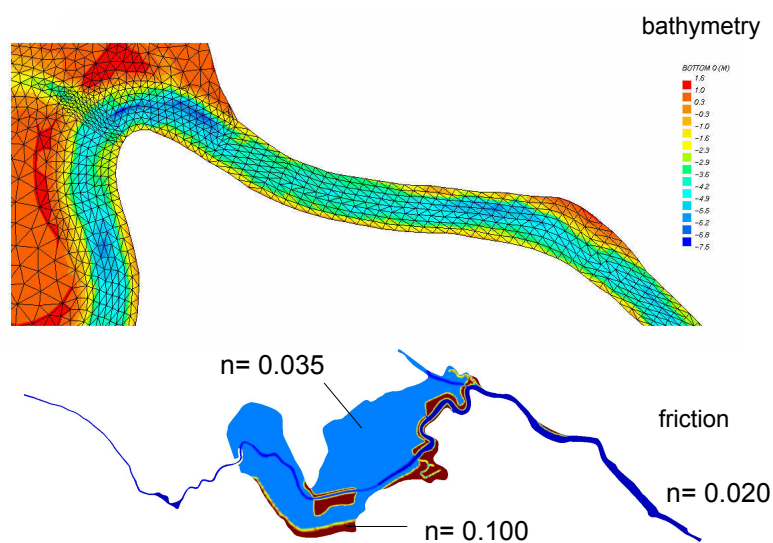 bathymetry
BOTTOM 0 (M)
1.6
1.0
0.3
-0.3
-1.0
-1.6
-2.3
-2.9
-3.5
-4.2
-4.9
-5.5
-6.2
-6.8
-7.5
n= 0.035
friction
n= 0.020
n= 0.100